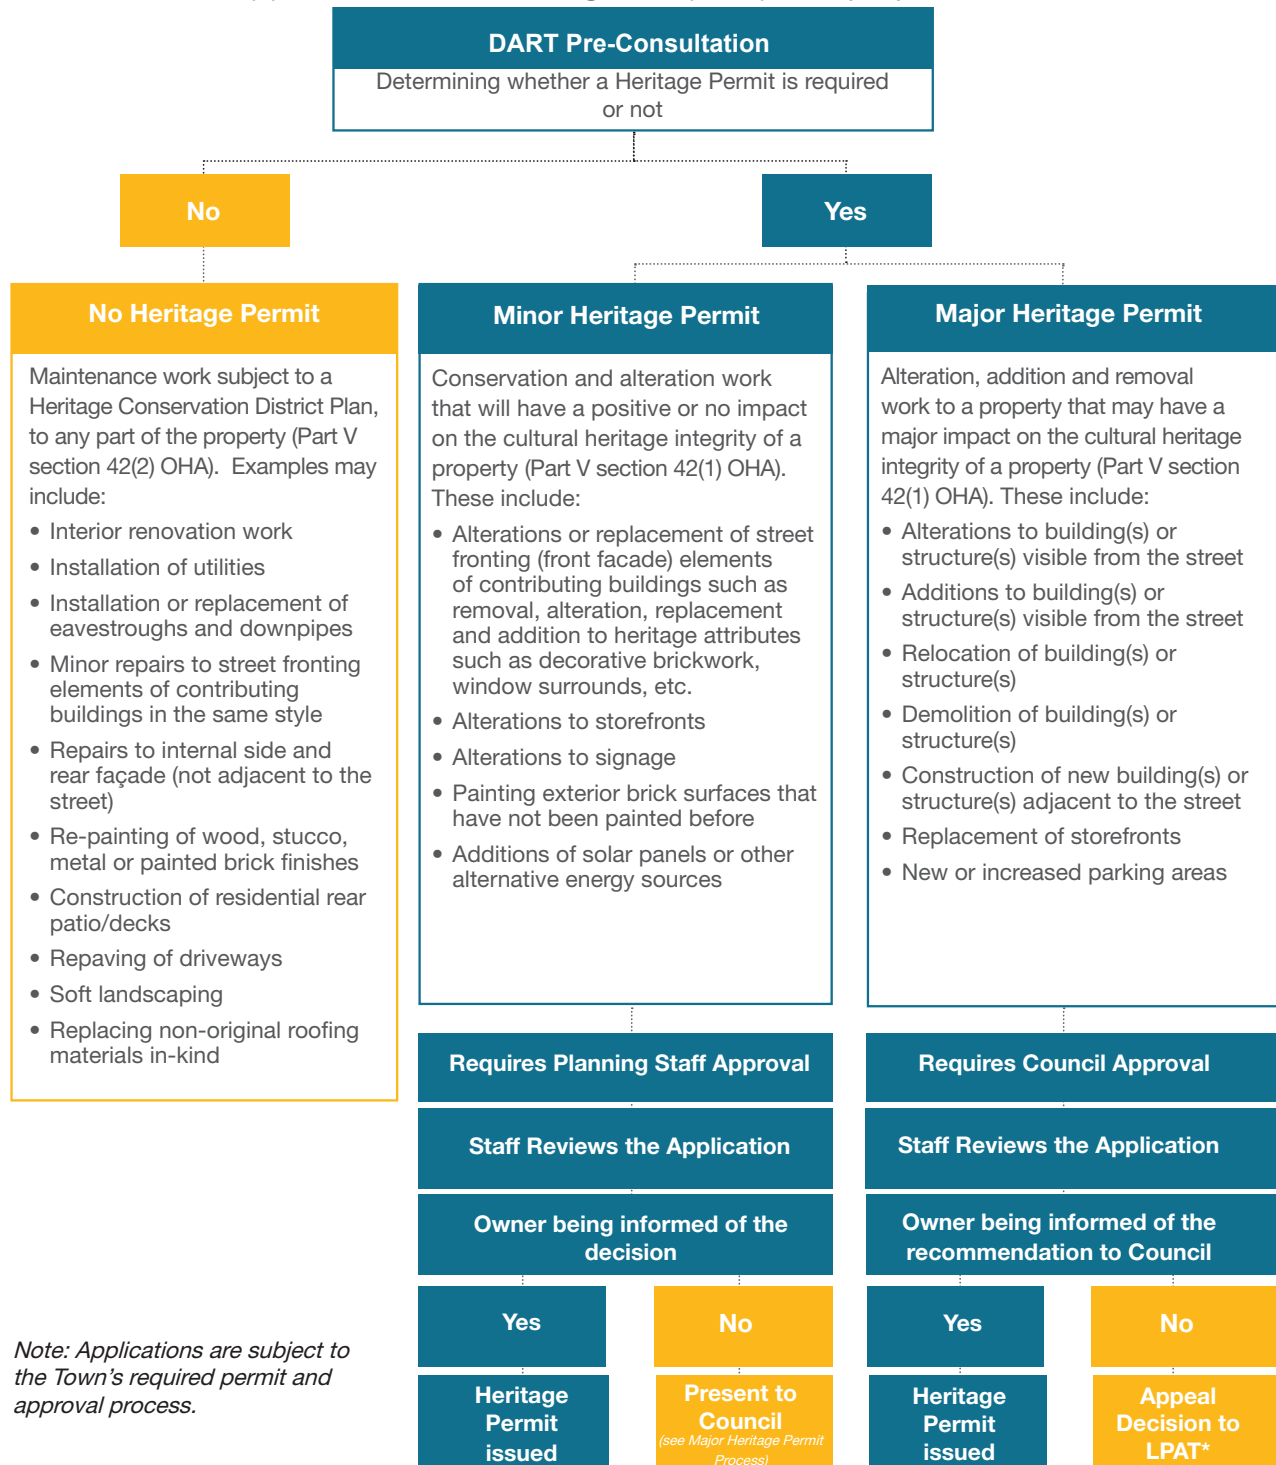 DART Pre-Consultation
Determining whether a Heritage Permit is required
or not
No
Yes
No Heritage Permit
Maintenance work subject to a
Heritage Conservation District Plan,
to any part of the property (Part V
section 42(2) OHA).  Examples may
include:
• Interior renovation work
• Installation of utilities
• Installation or replacement of
eavestroughs and downpipes
• Minor repairs to street fronting
elements of contributing
buildings in the same style
• Repairs to internal side and
rear façade (not adjacent to the
street)
• Re-painting of wood, stucco,
metal or painted brick finishes
• Construction of residential rear
patio/decks
• Repaving of driveways
• Soft landscaping
• Replacing non-original roofing
materials in-kind
Minor Heritage Permit
Conservation and alteration work
that will have a positive or no impact
on the cultural heritage integrity of a
property (Part V section 42(1) OHA).
These include:
• Alterations or replacement of street
fronting (front facade) elements
of contributing buildings such as
removal, alteration, replacement
and addition to heritage attributes
such as decorative brickwork,
window surrounds, etc.
• Alterations to storefronts
• Alterations to signage
• Painting exterior brick surfaces that
have not been painted before
• Additions of solar panels or other
alternative energy sources
Requires Planning Staff Approval
Staff Reviews the Application
Owner being informed of the
decision
Yes
No
Heritage
Permit
issued
Present to
Council
(see Major Heritage Permit
Process)
Major Heritage Permit
Alteration, addition and removal
work to a property that may have a
major impact on the cultural heritage
integrity of a property (Part V section
42(1) OHA). These include:
• Alterations to building(s) or
structure(s) visible from the street
• Additions to building(s) or
structure(s) visible from the street
• Relocation of building(s) or
structure(s)
• Demolition of building(s) or
structure(s)
• Construction of new building(s) or
structure(s) adjacent to the street
• Replacement of storefronts
• New or increased parking areas
Requires Council Approval
Staff Reviews the Application
Owner being informed of the
recommendation to Council
Yes
No
Heritage
Permit
issued
Appeal
Decision to
LPAT*
Note: Applications are subject to
the Town's required permit and
approval process.